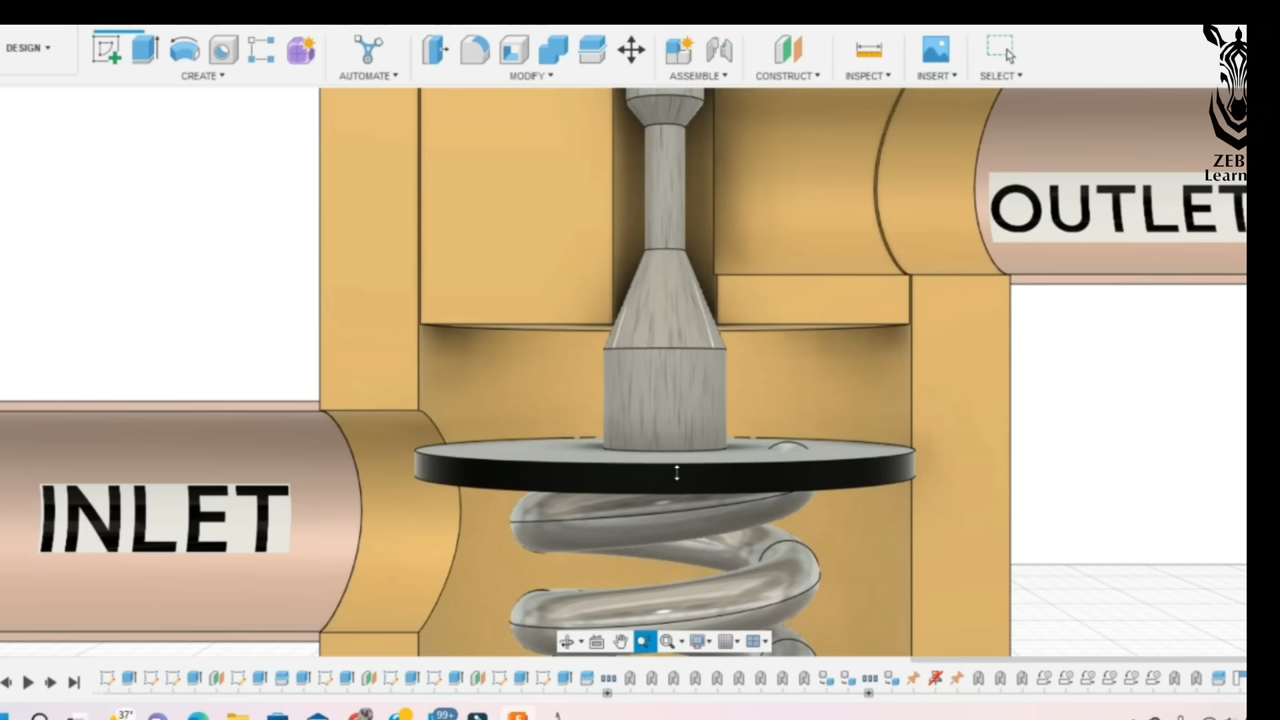 DESIGN
CREATE
AUTOMATE
MODIFY
ASSEMBLE
CONSTRUCT
INSPECT
INSERT
SELECT
ZEB
Learn
OUTLET
INLET
37°
99+